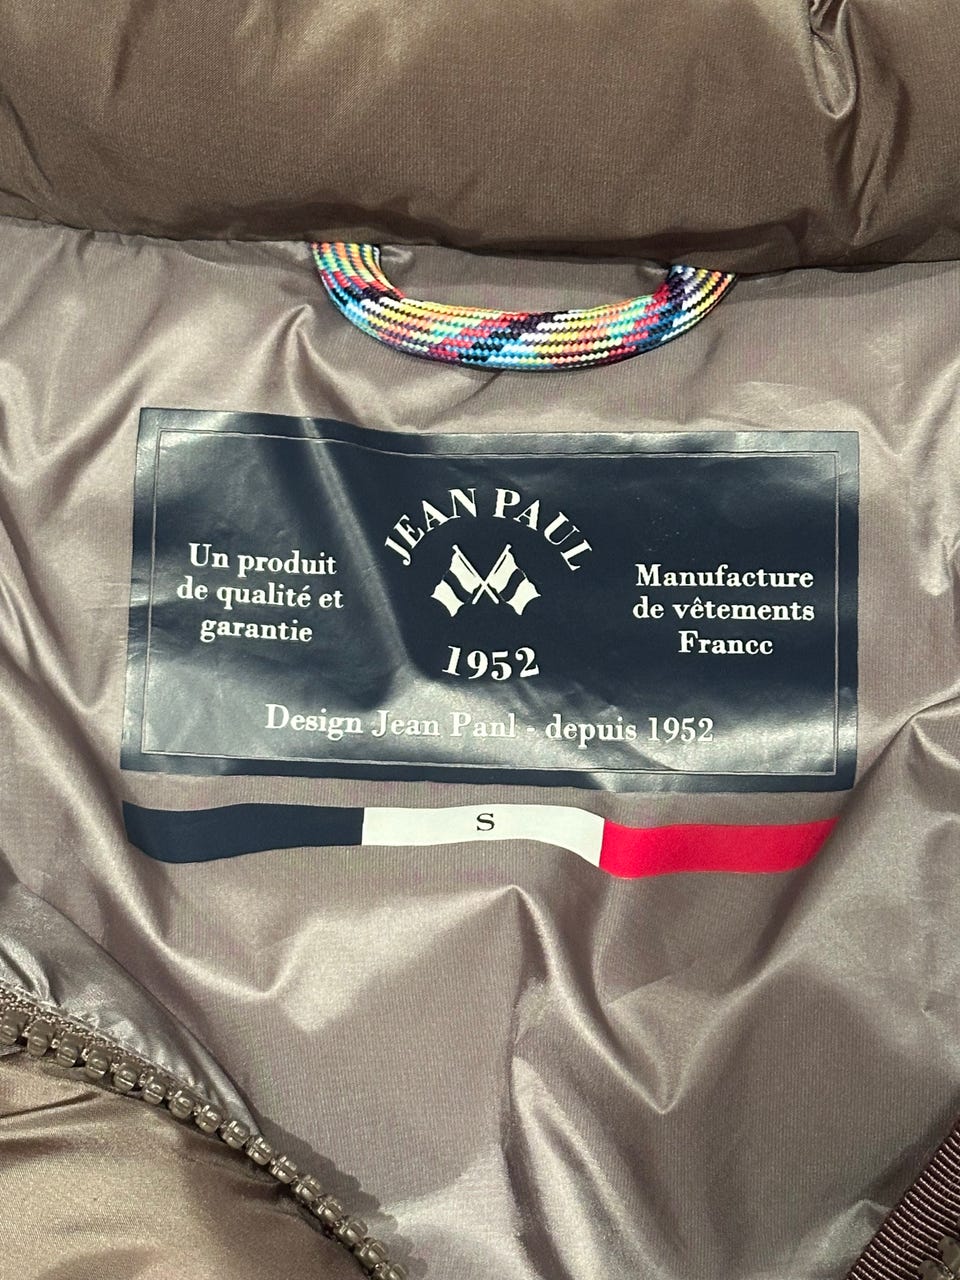 JEAN PAUL
Un produit
de qualité et
garantie
Manufacture
de vêtements
Francc
1952
Design Jean Panl - depuis 1952
S